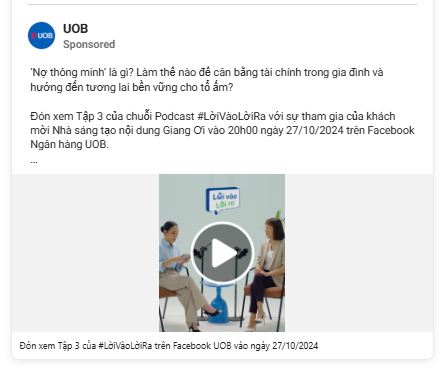 UOB
UOB
Sponsored
'Nợ thông minh' là gì? Làm thế nào để cân bằng tài chính trong gia đình và
hướng đến tương lai bền vững cho tổ ấm?
Đón xem Tập 3 của chuỗi Podcast #LờiVàoLờiRa với sự tham gia của khách
mời Nhà sáng tạo nội dung Giang Ơi vào 20h00 ngày 27/10/2024 trên Facebook
Ngân hàng UOB.
...
Lời vào
Lời ra
Đón xem Tập 3 của #LờiVàoLờiRa trên Facebook UOB vào ngày 27/10/2024